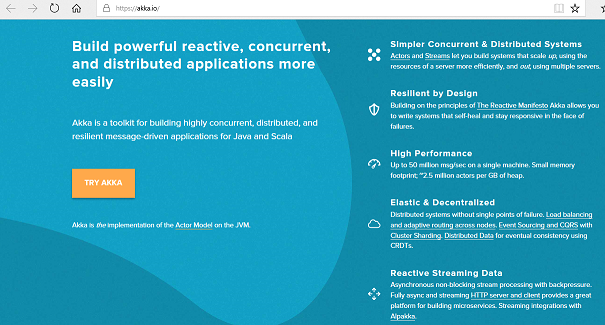 https://akka.io/
Build powerful reactive, concurrent,
and distributed applications more
easily
Akka is a toolkit for building highly concurrent, distributed, and
resilient message-driven applications for Java and Scala
TRY AKKA
Akka is the implementation of the Actor Model on the JVM.
Simpler Concurrent & Distributed Systems
Actors and Streams let you build systems that scale up, using the
resources of a server more efficiently, and out, using multiple servers.
Resilient by Design
Building on the principles of The Reactive Manifesto Akka allows you
to write systems that self-heal and stay responsive in the face of
failures.
High Performance
Up to 50 million msg/sec on a single machine. Small memory
footprint; ~2.5 million actors per GB of heap.
Elastic & Decentralized
Distributed systems without single points of failure. Load balancing
and adaptive routing across nodes. Event Sourcing and CQRS with
Cluster Sharding. Distributed Data for eventual consistency using
CRDTs.
Reactive Streaming Data
Asynchronous non-blocking stream processing with backpressure.
Fully async and streaming HTTP server and client provides a great
platform for building microservices. Streaming integrations with
Alpakka.